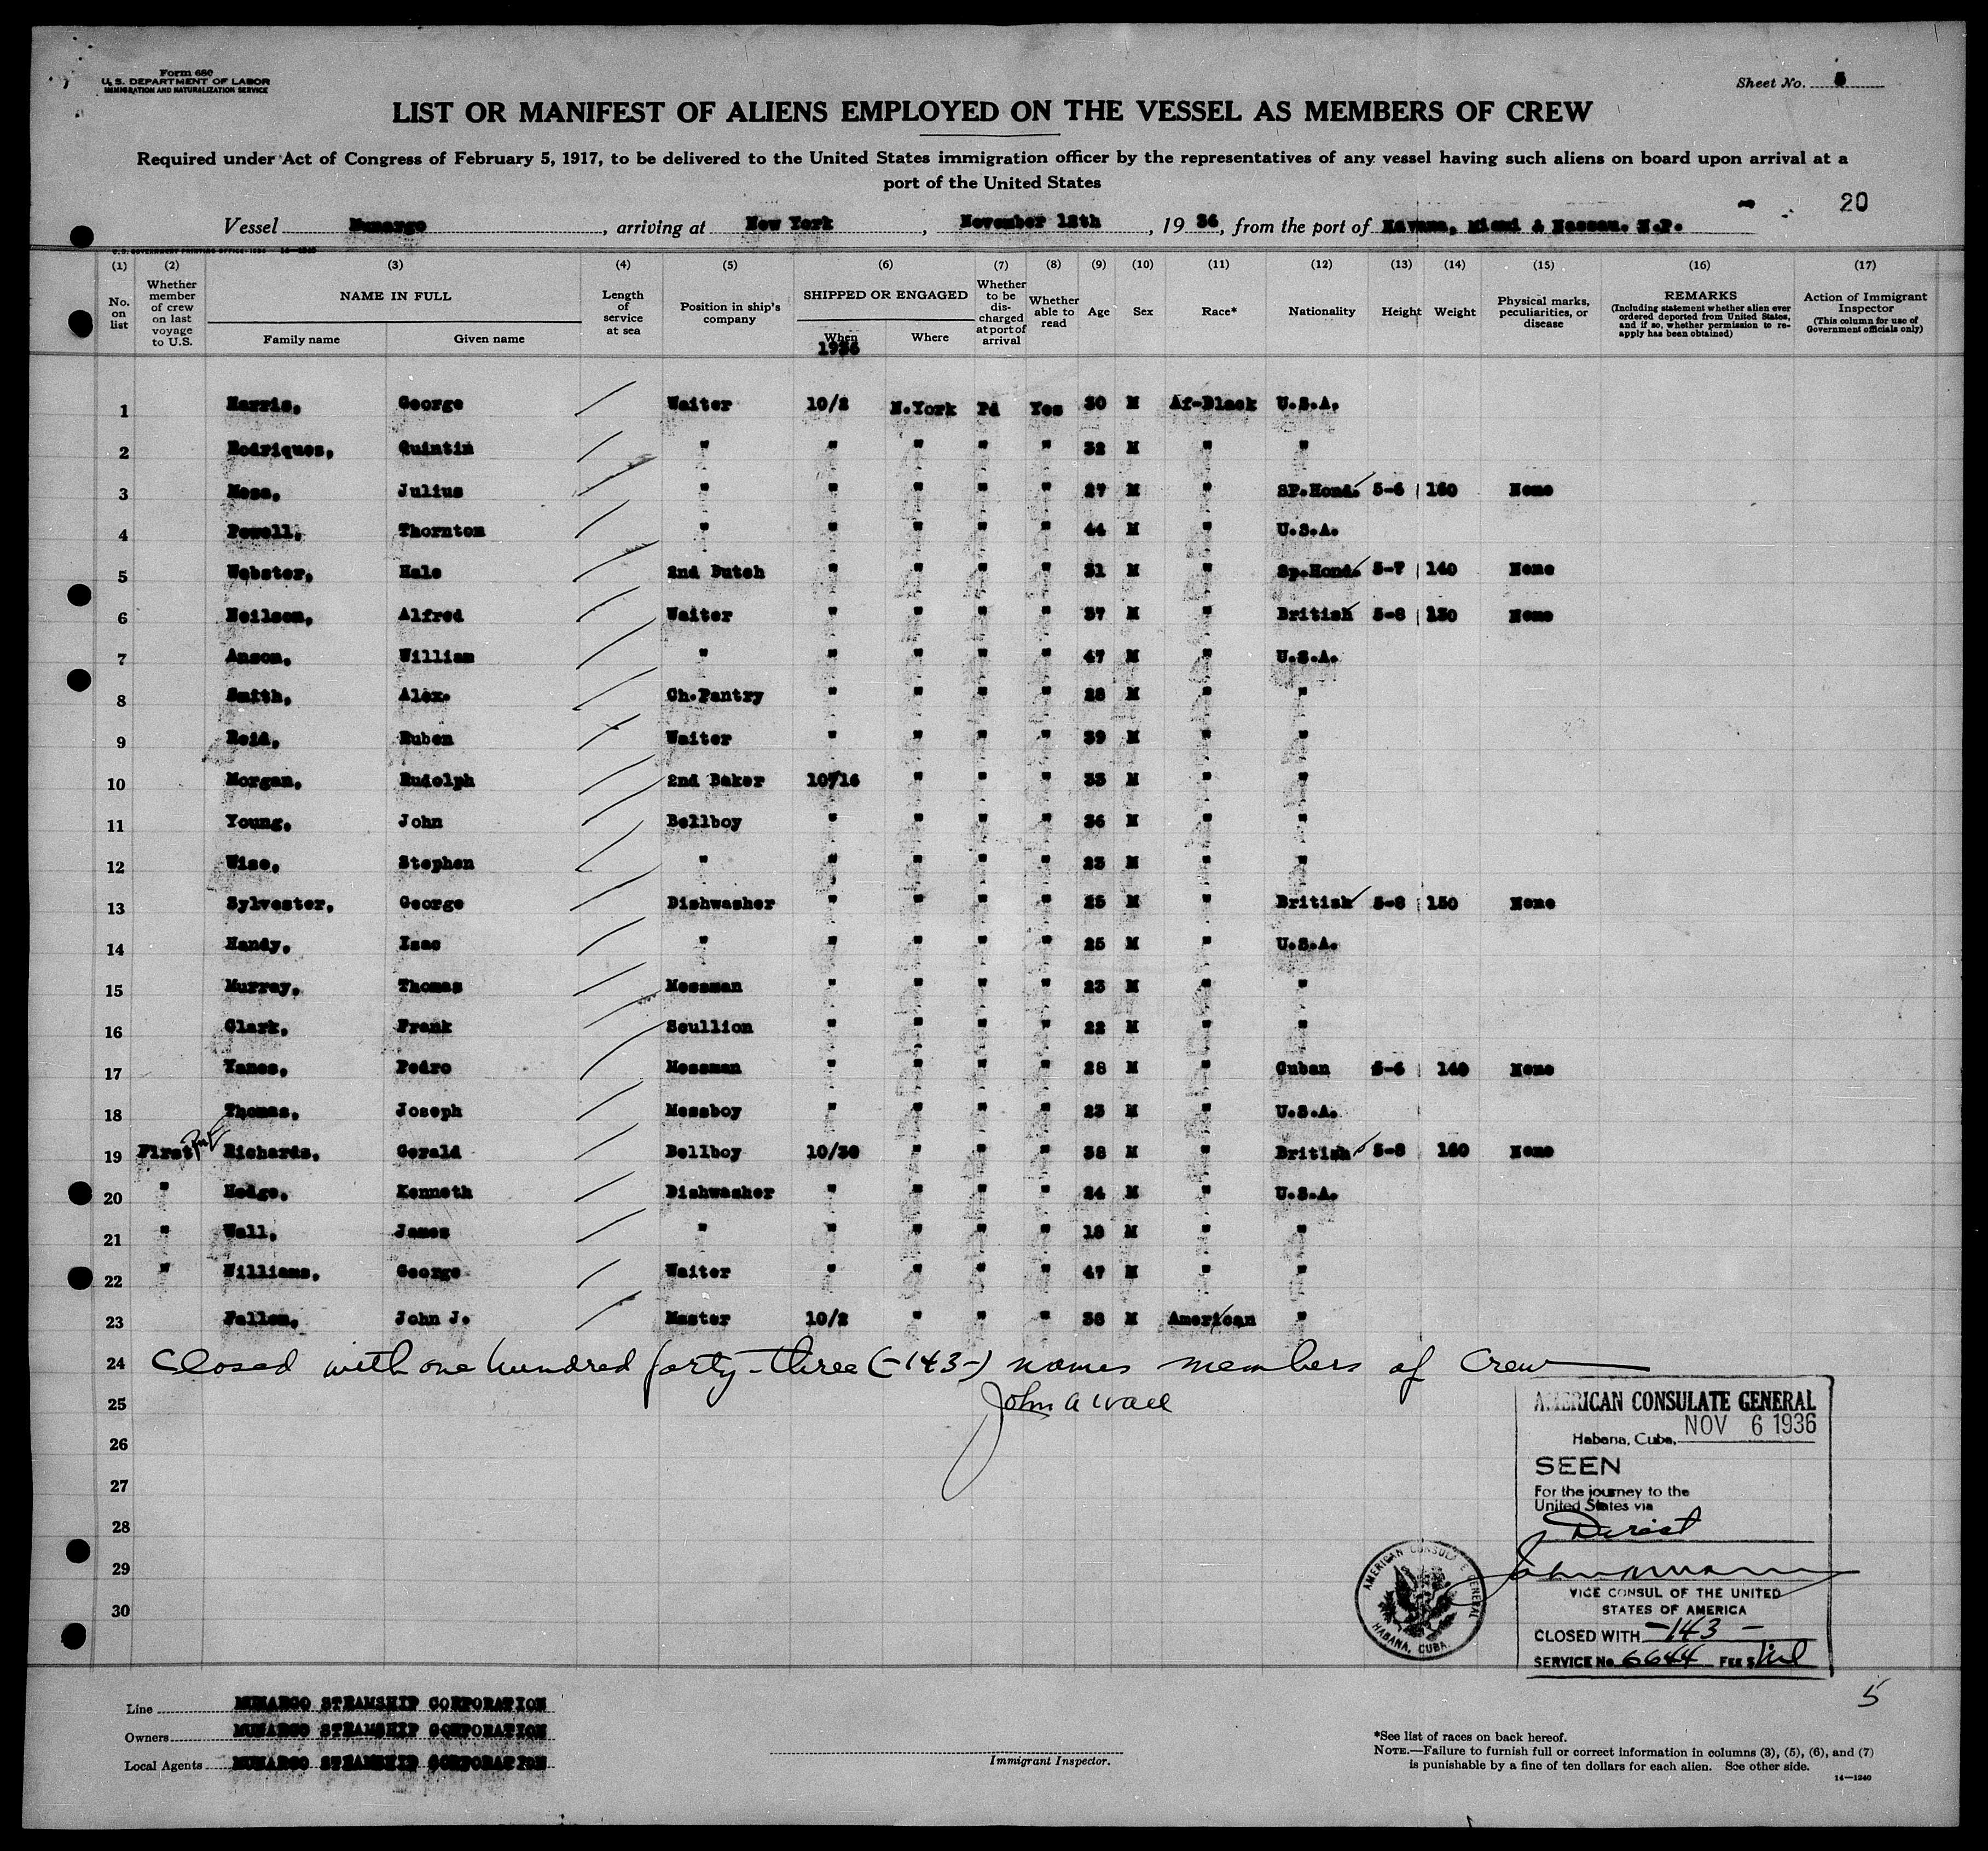 Form 680
U. S. DEPARTMENT OF LABOR
IMMIGRATION AND NATURALIZATION SERVICE
Sheet No. 5
LIST OR MANIFEST OF ALIENS EMPLOYED ON THE VESSEL AS MEMBERS OF CREW
Required under Act of Congress of February 5, 1917, to be delivered to the United States immigration officer by the representatives of any vessel having such aliens on board upon arrival at a
port of the United States
20
Vessel Munargo, arriving at New York, November 12th, 1936, from the port of Havana, Miami & Nassau. N.P.
(1) (2) (3) (4) (5) (6) (7) (8) (9) (10) (11) (12) (13) (14) (15) (16) (17)
No. on list
Whether member of crew on last voyage to U.S.
NAME IN FULL
Family name Given name
Length of service at sea
Position in ship's company
SHIPPED OR ENGAGED
When Where
1936
Whether to be discharged at port of arrival
Whether able to read
Age Sex Race* Nationality Height Weight
Physical marks, peculiarities, or disease
REMARKS
(Including statement whether alien ever ordered deported from United States, and if so, whether permission to reapply has been obtained)
Action of Immigrant Inspector
(This column for use of Government officials only)
1 Harris, George Waiter 10/2 N.York Pd Yes 30 M Af-Black U.S.A.
2 Rodriques, Quintin " " " " " 32 M " "
3 Mesa, Julius " " " " " 27 M " SP.Hond. 5-6 160 None
4 Powell, Thornton " " " " " 44 M " U.S.A.
5 Webster, Hale 2nd Butch " " " " 31 M " Sp.Hond. 5-7 140 None
6 Neilson, Alfred Waiter " " " " 37 M " British 5-8 130 None
7 Anson, William " " " " " 47 M " U.S.A.
8 Smith, Alex. Ch.Pantry " " " " 28 M " "
9 Reid, Ruben Waiter " " " " 39 M " "
10 Morgan, Rudolph 2nd Baker 10/16 " " " 33 M " "
11 Young, John Bellboy " " " " 36 M " "
12 Wise, Stephen " " " " " 23 M " "
13 Sylvester, George Dishwasher " " " " 25 M " British 5-8 150 None
14 Handy, Isac " " " " " 25 M " U.S.A.
15 Murray, Thomas Messman " " " " 23 M " "
16 Clark, Frank Scullion " " " " 22 M " "
17 Yanes, Pedro Messman " " " " 28 M " Cuban 5-6 140 None
18 Thomas, Joseph Messboy " " " " 23 M " U.S.A.
19 First Richards, Gerald Bellboy 10/30 " " " 38 M " British 5-8 160 None
20 " Hodge, Kenneth Dishwasher " " " " 24 M " U.S.A.
21 " Wall, James " " " " " 18 M " "
22 " Williams, George Waiter " " " " 47 M " "
23 Fallon, John J. Master 10/2 " " " 38 M American "
24 Closed with one hundred forty-three (-143-) names members of Crew
25 John A Wall
26
27
28
29
30
AMERICAN CONSULATE GENERAL
NOV 6 1936
Habana, Cuba,
SEEN
For the journey to the
United States via
Direct
VICE CONSUL OF THE UNITED
STATES OF AMERICA
CLOSED WITH -143-
SERVICE No 6644 FEE $ Nil
AMERICAN CONSULATE GENERAL HABANA, CUBA.
5
Line MUNARGO STEAMSHIP CORPORATION
Owners MUNARGO STEAMSHIP CORPORATION
Local Agents MUNARGO STEAMSHIP CORPORATION
Immigrant Inspector.
*See list of races on back hereof.
NOTE.—Failure to furnish full or correct information in columns (3), (5), (6), and (7)
is punishable by a fine of ten dollars for each alien. See other side.
14—1240